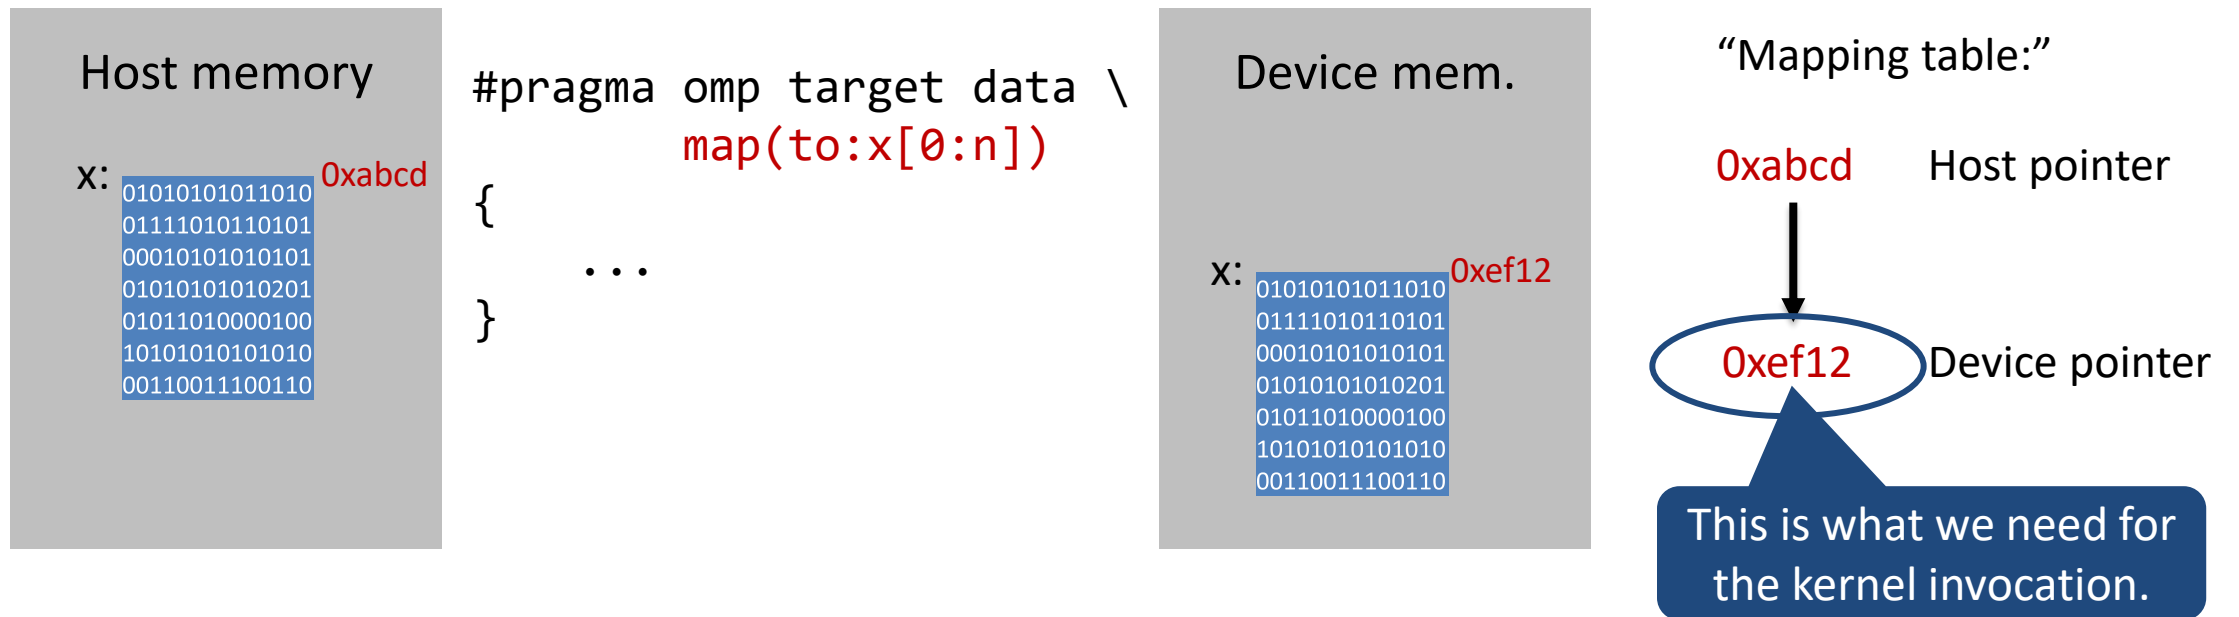 Host memory
x:
0xabcd
01010101011010
01111010110101
00010101010101
01010101010201
01011010000100
10101010101010
00110011100110
#pragma omp target data \
map(to:x[0:n])
{
...
}
Device mem.
x:
0xef12
01010101011010
01111010110101
00010101010101
01010101010201
01011010000100
10101010101010
00110011100110
“Mapping table:”
0xabcd Host pointer
0xef12 Device pointer
This is what we need for
the kernel invocation.